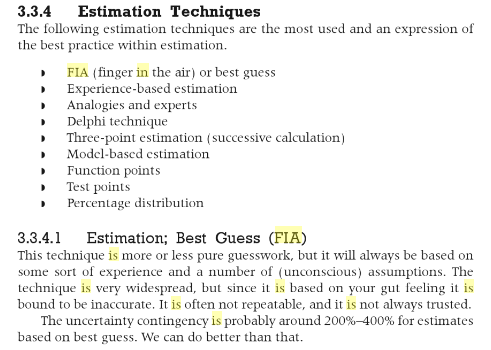 3.3.4 Estimation Techniques
The following estimation techniques are the most used and an expression of
the best practice within estimation.
◗ FIA (finger in the air) or best guess
◗ Experience-based estimation
◗ Analogies and experts
◗ Delphi technique
◗ Three-point estimation (successive calculation)
◗ Model-based estimation
◗ Function points
◗ Test points
◗ Percentage distribution
3.3.4.1 Estimation; Best Guess (FIA)
This technique is more or less pure guesswork, but it will always be based on
some sort of experience and a number of (unconscious) assumptions. The
technique is very widespread, but since it is based on your gut feeling it is
bound to be inaccurate. It is often not repeatable, and it is not always trusted.
The uncertainty contingency is probably around 200%–400% for estimates
based on best guess. We can do better than that.